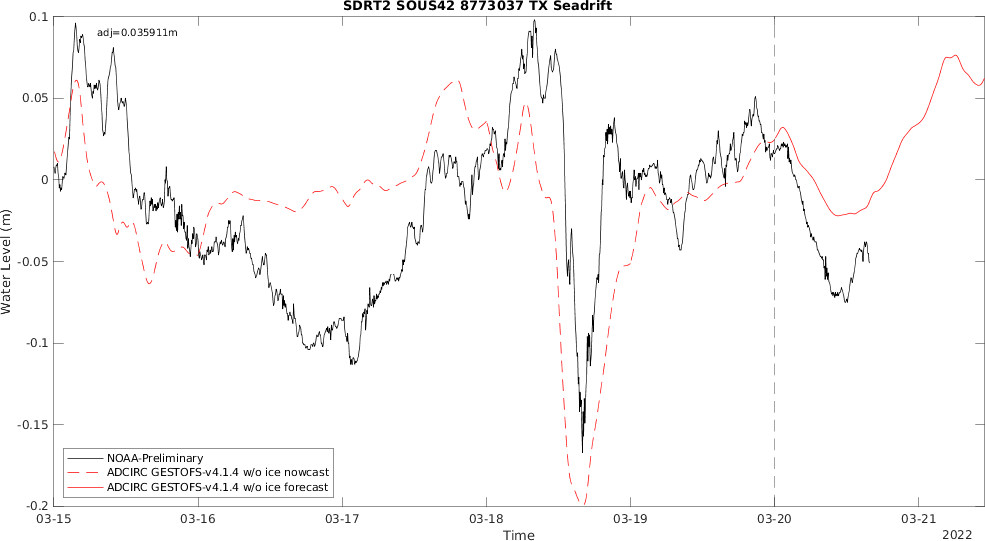 SDRT2 SOUS42 8773037 TX Seadrift
adj=0.035911m
0.1
0.05
0
-0.05
-0.1
-0.15
-0.2
Water Level (m)
NOAA-Preliminary
ADCIRC GESTOFS-v4.1.4 w/o ice nowcast
ADCIRC GESTOFS-v4.1.4 w/o ice forecast
03-15 03-16 03-17 03-18 03-19 03-20 03-21
Time
2022